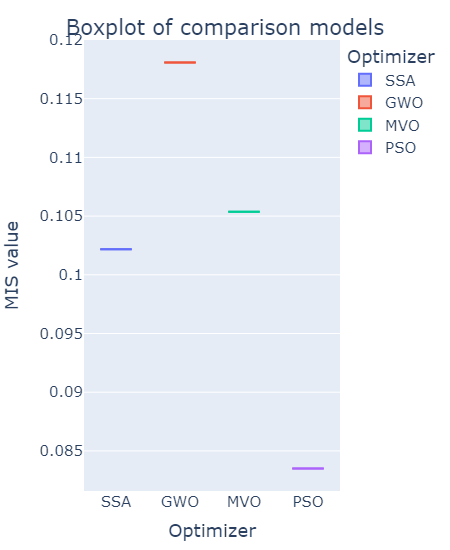 Boxplot of comparison models
Optimizer
SSA
GWO
MVO
PSO
MIS value
0.12
0.115
0.11
0.105
0.1
0.095
0.09
0.085
SSA
GWO
MVO
PSO
Optimizer